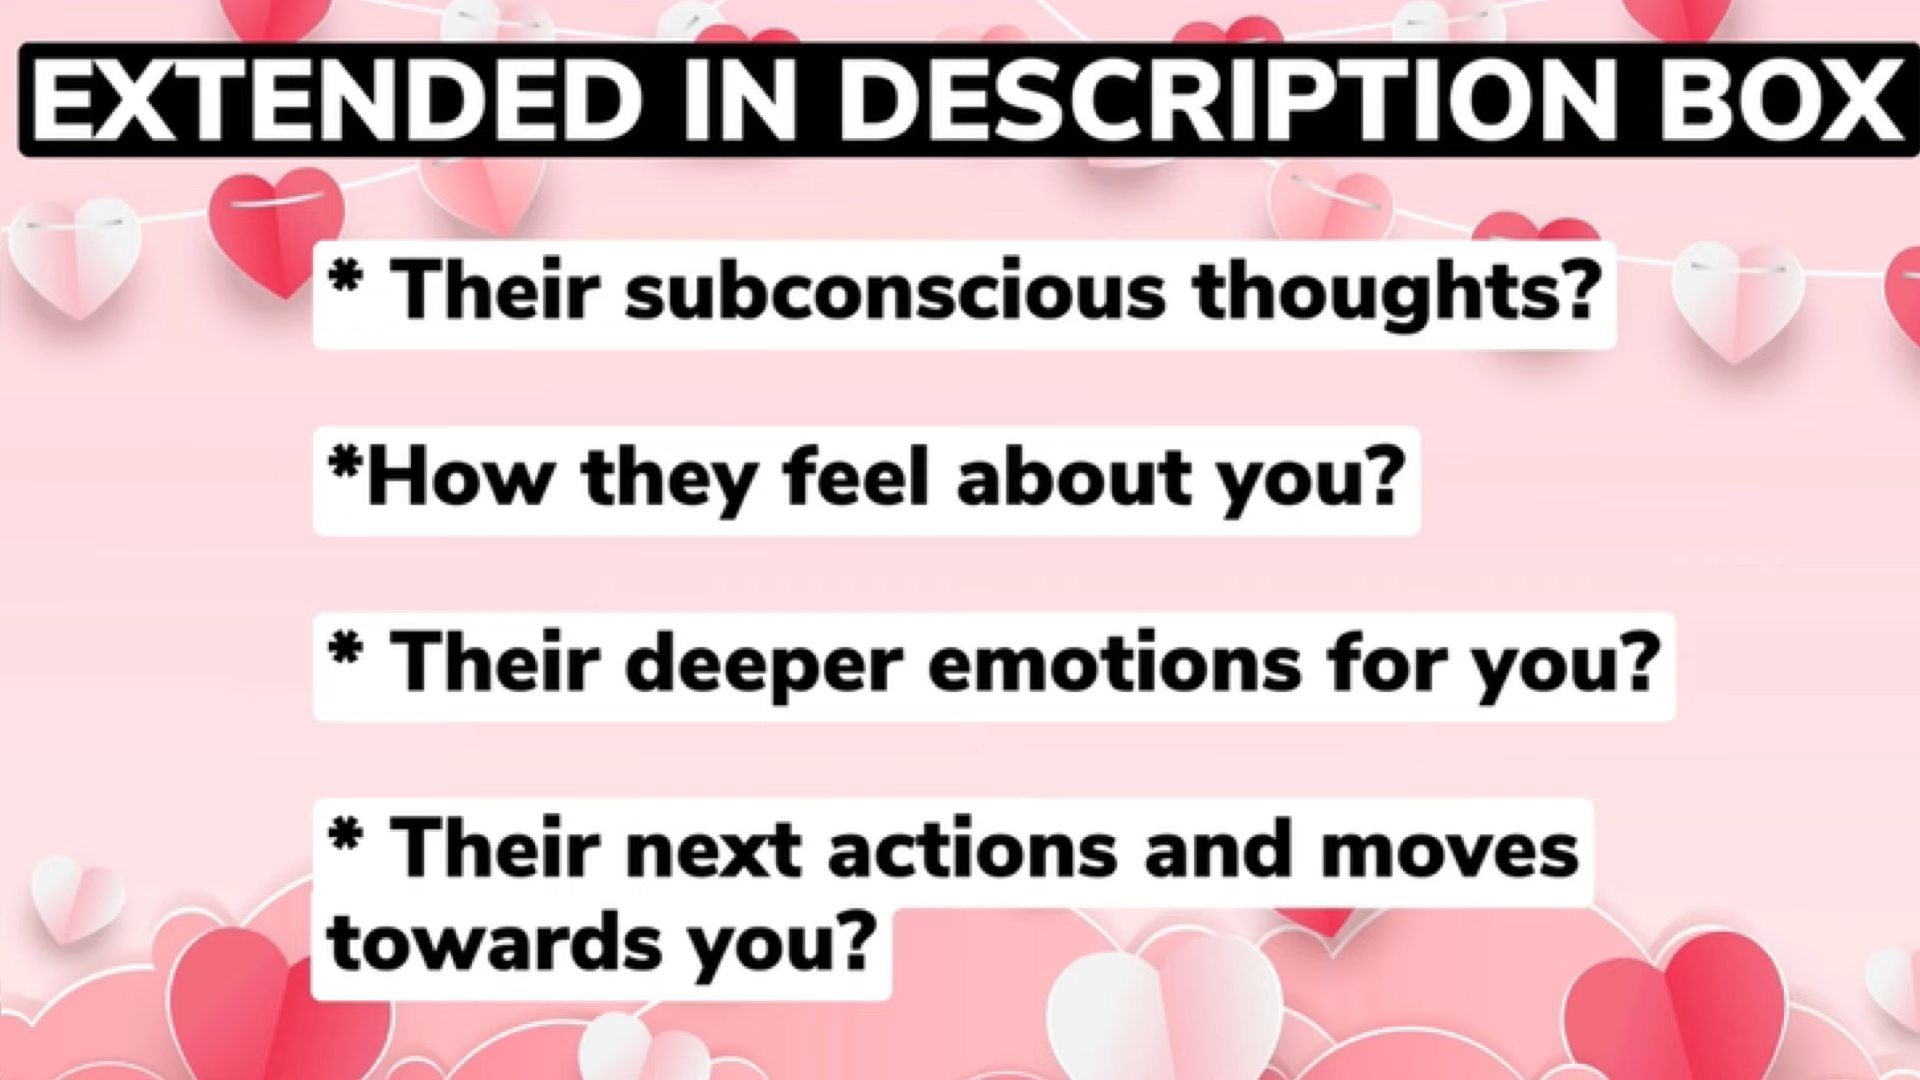 EXTENDED IN DESCRIPTION BOX
* Their subconscious thoughts?
*How they feel about you?
* Their deeper emotions for you?
* Their next actions and moves
towards you?